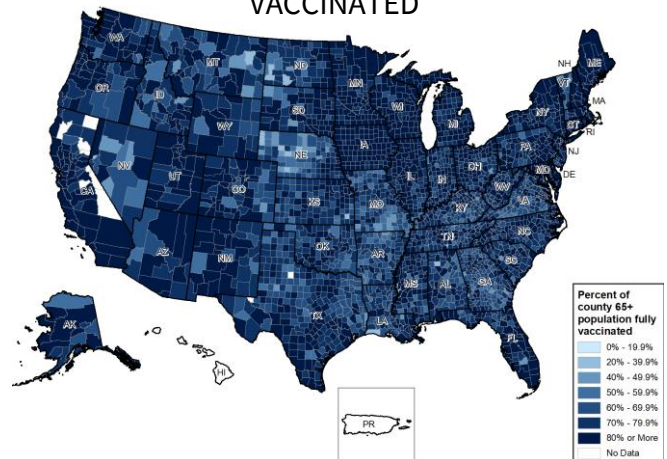 VACCINATED
WA
MT
ND
MN
OR
ID
WY
SD
WI
MI
NH
VT
ME
NY
MA
CT
RI
NV
UT
CO
NE
IA
IL
IN
OH
PA
NJ
MD
DE
CA
AZ
NM
KS
MO
KY
WV
VA
OK
AR
TN
NC
SC
TX
LA
MS
AL
GA
FL
AK
HI
PR
Percent of
county 65+
population fully
vaccinated
0% - 19.9%
20% - 39.9%
40% - 49.9%
50% - 59.9%
60% - 69.9%
70% - 79.9%
80% or More
No Data